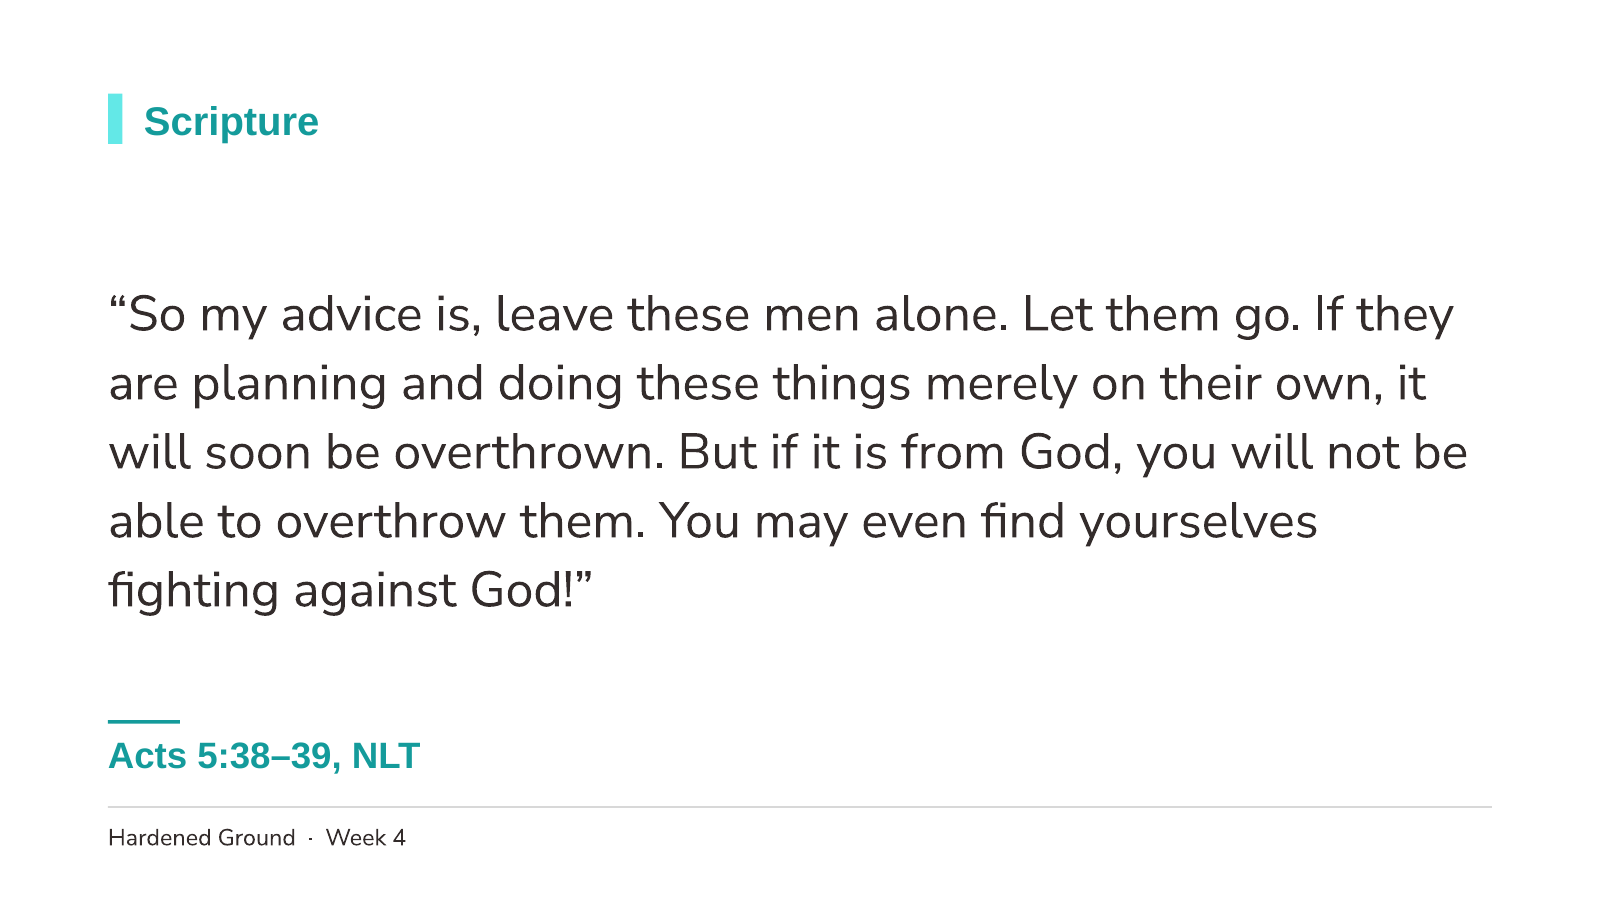 Scripture
“So my advice is, leave these men alone. Let them go. If they
are planning and doing these things merely on their own, it
will soon be overthrown. But if it is from God, you will not be
able to overthrow them. You may even find yourselves
fighting against God!”
Acts 5:38–39, NLT
Hardened Ground · Week 4